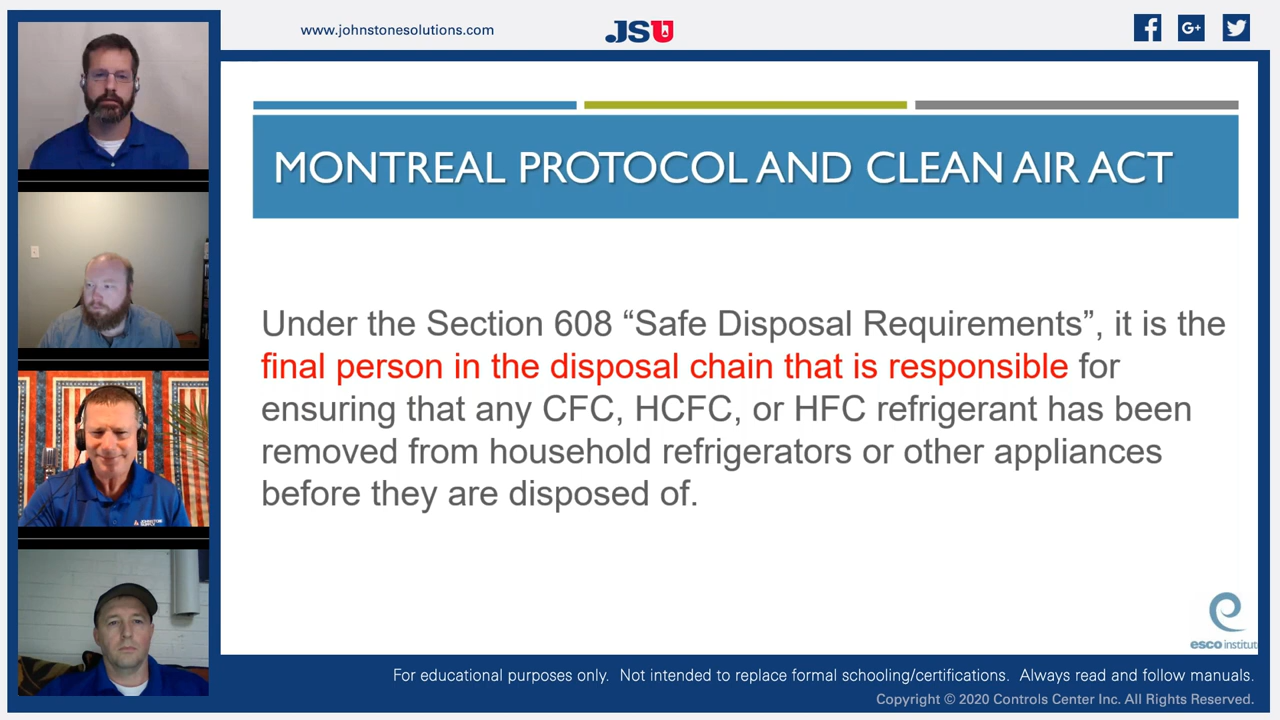 www.johnstonesolutions.com
JSU
G+
MONTREAL PROTOCOL AND CLEAN AIR ACT
Under the Section 608 “Safe Disposal Requirements”, it is the
final person in the disposal chain that is responsible for
ensuring that any CFC, HCFC, or HFC refrigerant has been
removed from household refrigerators or other appliances
before they are disposed of.
esco institut
For educational purposes only. Not intended to replace formal schooling/certifications. Always read and follow manuals.
Copyright © 2020 Controls Center Inc. All Rights Reserved.